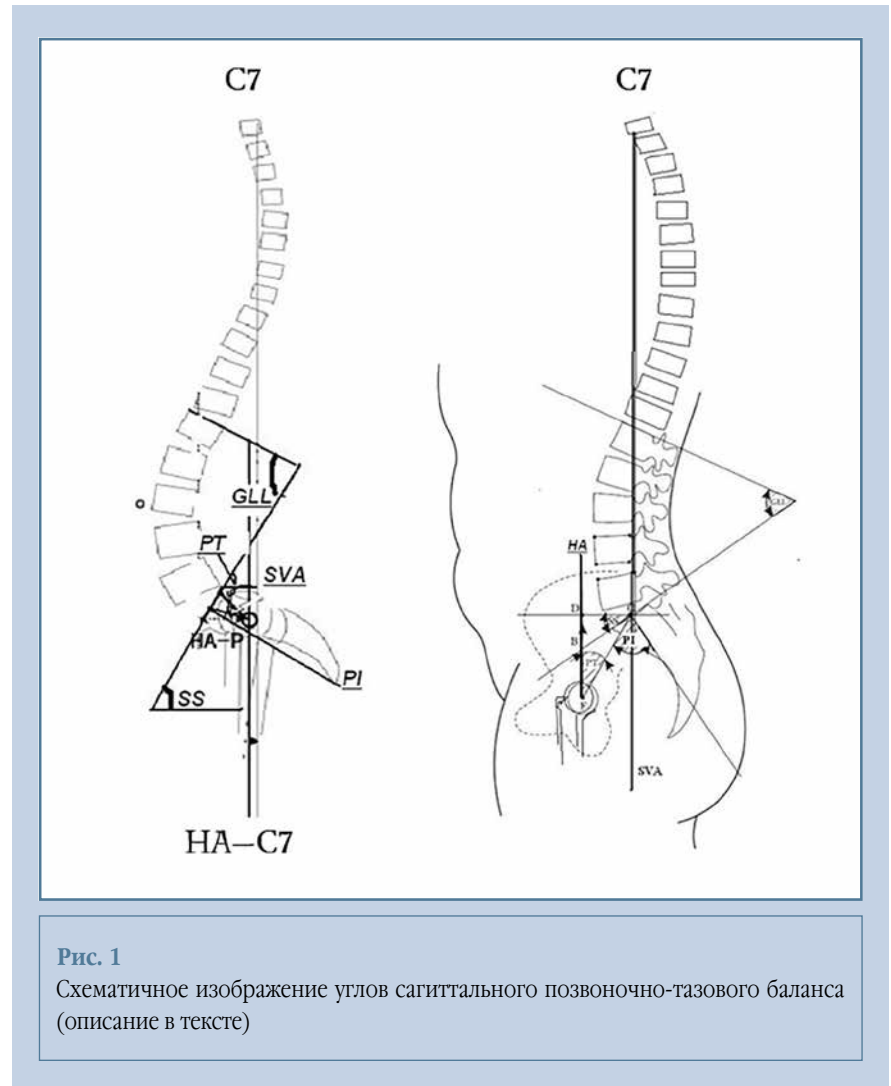 C7
C7
GLL
PT
SVA
HA-P
PI
SS
HA
D
B
PI
SVA
HA–C7
Рис. 1
Схематичное изображение углов сагиттального позвоночно-тазового баланса
(описание в тексте)